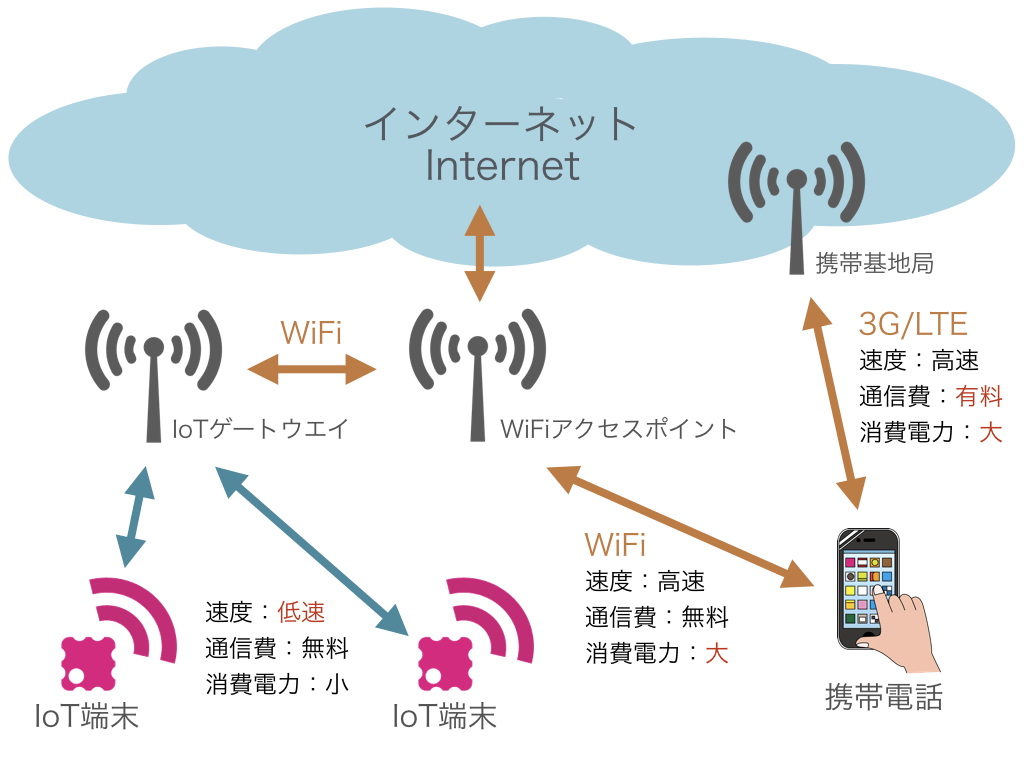 インターネット
Internet
携帯基地局
WiFi
3G/LTE
速度：高速
通信費：有料
消費電力：大
IoTゲートウエイ
WiFiアクセスポイント
WiFi
速度：高速
通信費：無料
消費電力：大
速度：低速
通信費：無料
消費電力：小
IoT端末
IoT端末
携帯電話